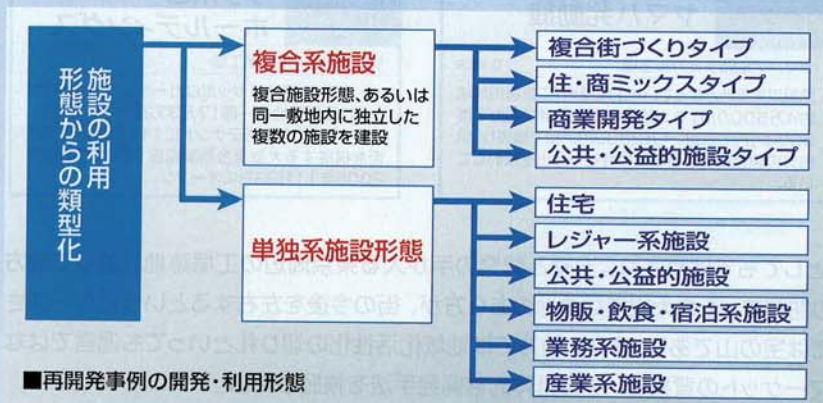 施設の利用
形態からの類型化
複合系施設
複合施設形態、あるいは
同一敷地内に独立した
複数の施設を建設
複合街づくりタイプ
住・商ミックスタイプ
商業開発タイプ
公共・公益的施設タイプ
単独系施設形態
住宅
レジャー系施設
公共・公益的施設
物販・飲食・宿泊系施設
業務系施設
産業系施設
■再開発事例の開発・利用形態